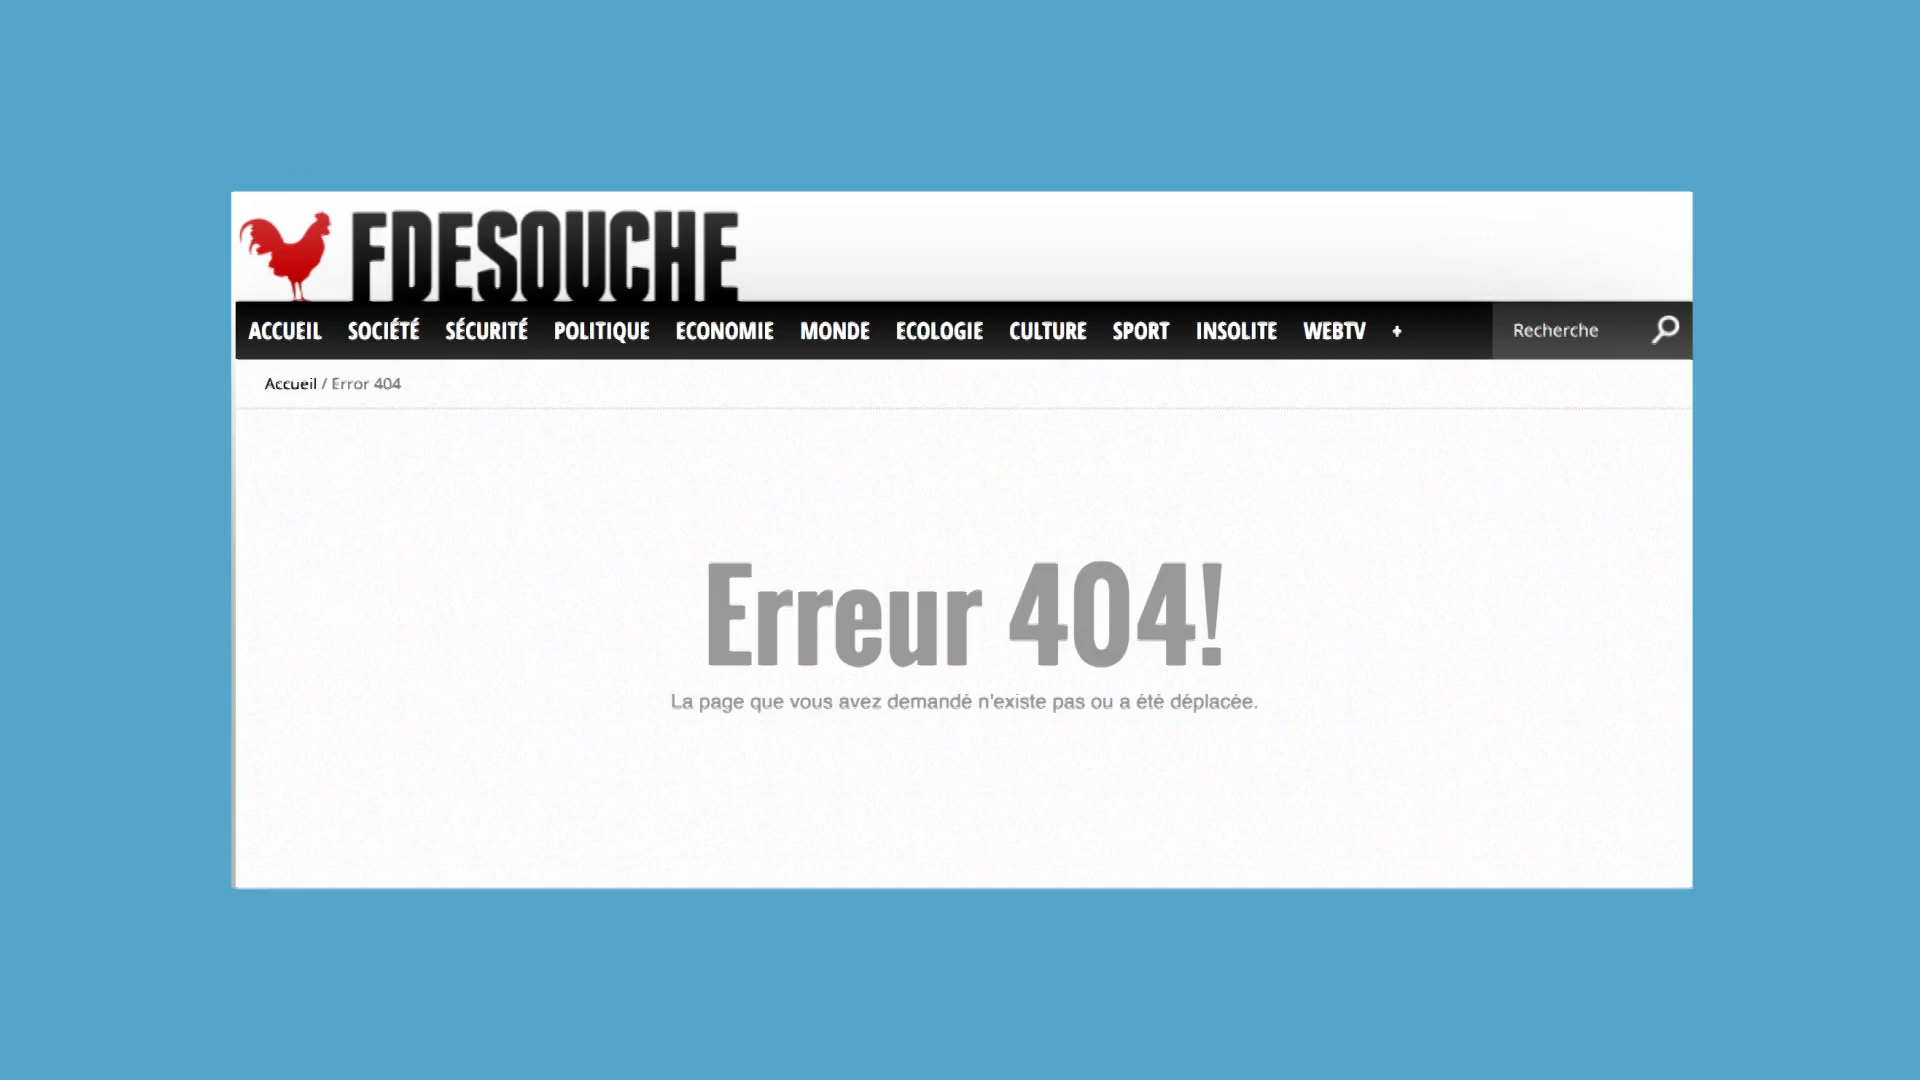 FDESOUCHE
ACCUEIL SOCIÉTÉ SÉCURITÉ POLITIQUE ECONOMIE MONDE ECOLOGIE CULTURE SPORT INSOLITE WEBTV + Recherche
Accueil / Error 404
Erreur 404!
La page que vous avez demandé n'existe pas ou a été déplacée.